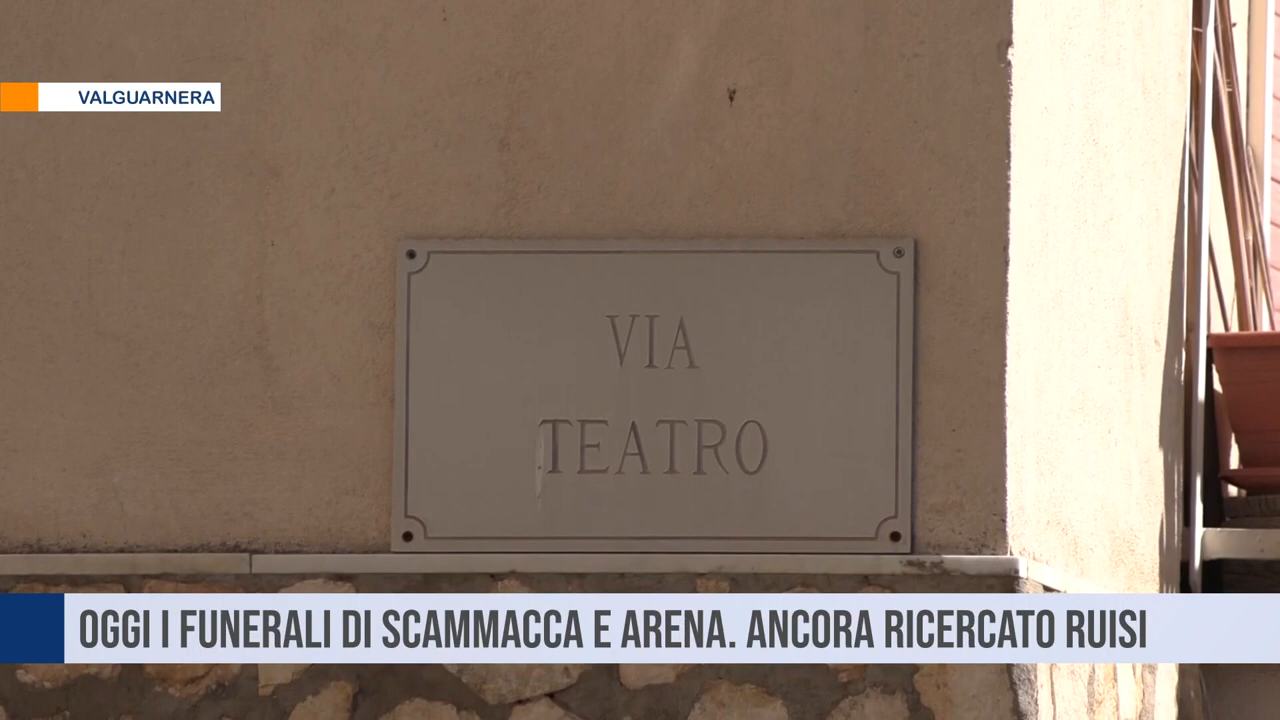 VALGUARNERA
VIA
TEATRO
OGGI I FUNERALI DI SCAMMACCA E ARENA. ANCORA RICERCATO RUISI